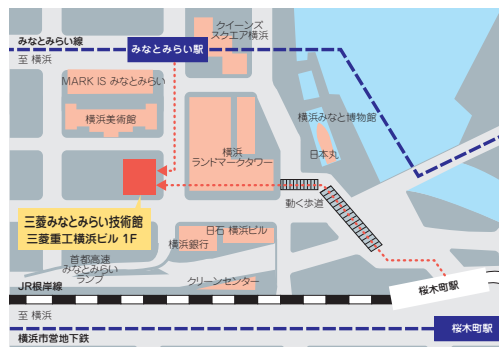 クイーンズ
スクエア横浜
みなとみらい線
みなとみらい駅
至 横浜
MARK IS みなとみらい
横浜美術館
横浜みなと博物館
横浜
ランドマークタワー
日本丸
動く歩道
三菱みなとみらい技術館
三菱重工横浜ビル 1F
日石 横浜ビル
横浜銀行
首都高速
みなとみらい
ランプ
クリーンセンター
JR根岸線
桜木町駅
至 横浜
桜木町駅
横浜市営地下鉄